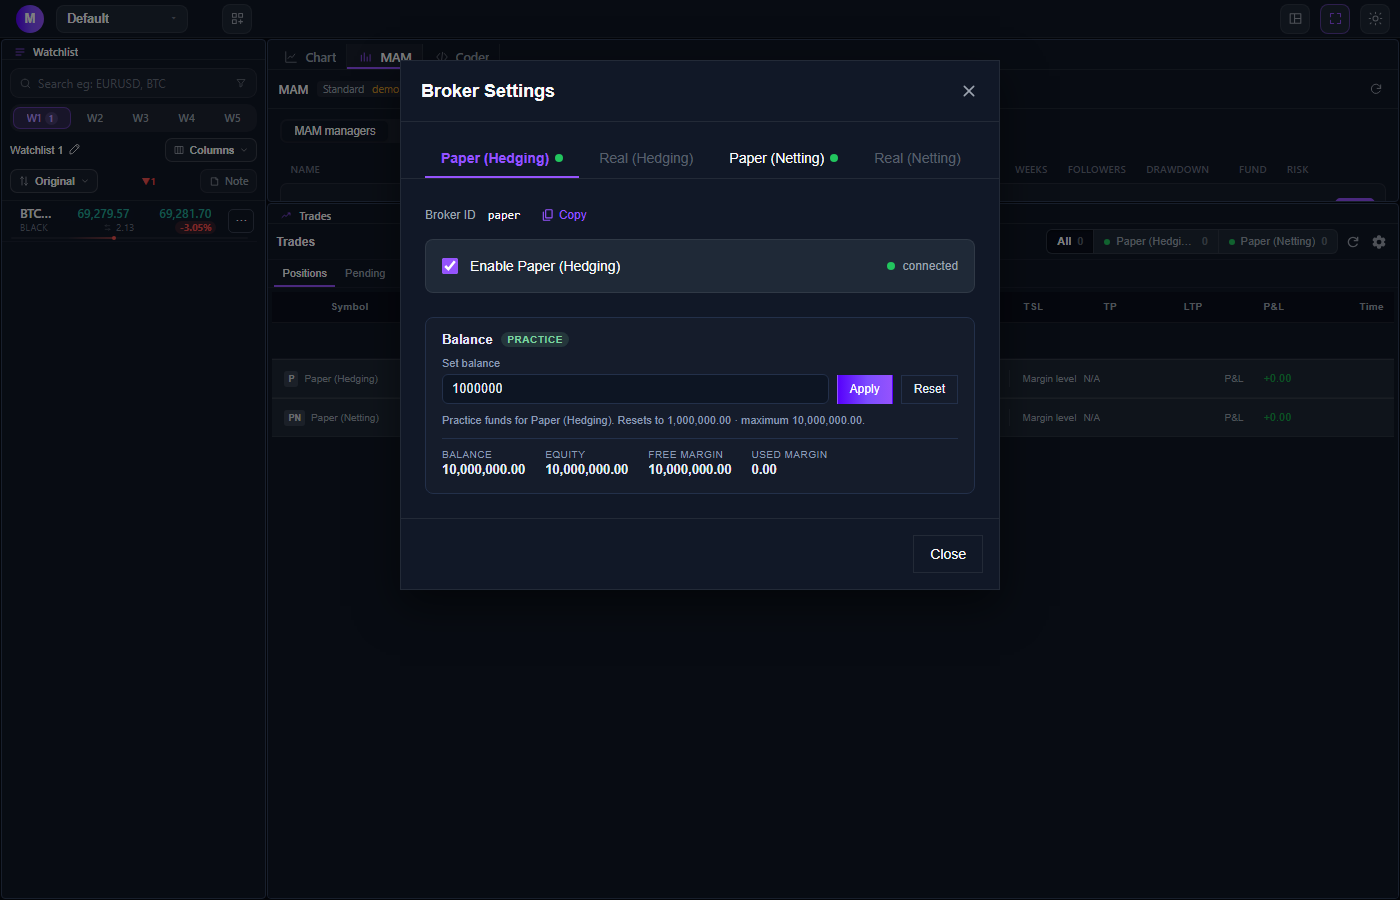 M Default
Watchlist
Search eg: EURUSD, BTC
W1 1 W2 W3 W4 W5
Watchlist 1 Columns
Original ▼1 Note
BTC... 69,279.57 69,281.70 ...
BLACK 2.13 -3.05%
Chart MAM Coder
MAM Standard demo
MAM managers
NAME WEEKS FOLLOWERS DRAWDOWN FUND RISK
Trades
Trades All 0 Paper (Hedgi... 0 Paper (Netting) 0
Positions Pending
Symbol TSL TP LTP P&L Time
P Paper (Hedging) Margin level N/A P&L +0.00
PN Paper (Netting) Margin level N/A P&L +0.00
Broker Settings
Paper (Hedging) Real (Hedging) Paper (Netting) Real (Netting)
Broker ID paper Copy
Enable Paper (Hedging) connected
Balance PRACTICE
Set balance
1000000 Apply Reset
Practice funds for Paper (Hedging). Resets to 1,000,000.00 · maximum 10,000,000.00.
BALANCE EQUITY FREE MARGIN USED MARGIN
10,000,000.00 10,000,000.00 10,000,000.00 0.00
Close